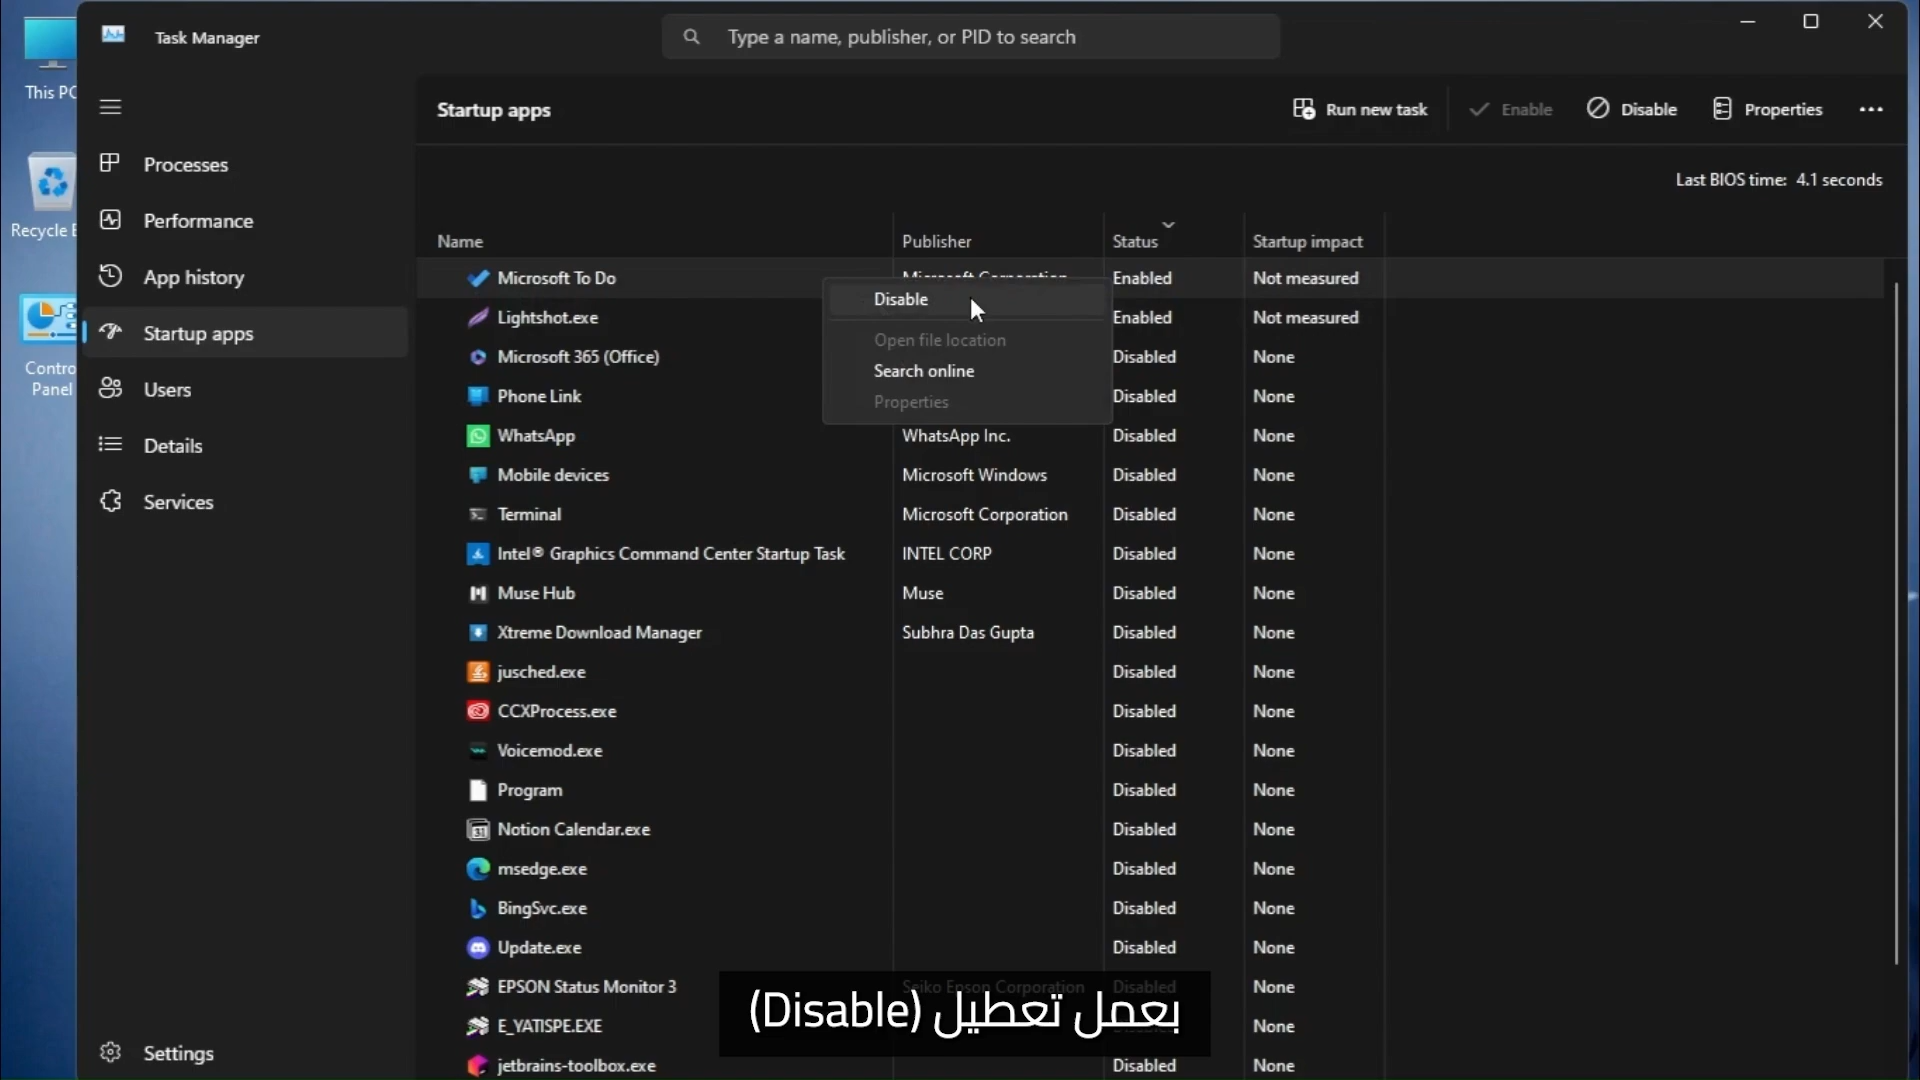 Task Manager
Type a name, publisher, or PID to search
This PC
Recycle B
Contro
Panel
Processes
Performance
App history
Startup apps
Users
Details
Services
Settings
Startup apps
Run new task
Enable
Disable
Properties
Last BIOS time: 4.1 seconds
Name Publisher Status Startup impact
Microsoft To Do Microsoft Corporation Enabled Not measured
Lightshot.exe Enabled Not measured
Microsoft 365 (Office) Disabled None
Phone Link Disabled None
WhatsApp WhatsApp Inc. Disabled None
Mobile devices Microsoft Windows Disabled None
Terminal Microsoft Corporation Disabled None
Intel® Graphics Command Center Startup Task INTEL CORP Disabled None
Muse Hub Muse Disabled None
Xtreme Download Manager Subhra Das Gupta Disabled None
jusched.exe Disabled None
CCXProcess.exe Disabled None
Voicemod.exe Disabled None
Program Disabled None
Notion Calendar.exe Disabled None
msedge.exe Disabled None
BingSvc.exe Disabled None
Update.exe Disabled None
EPSON Status Monitor 3 Seiko Epson Corporation None
E_YATISPE.EXE None
jetbrains-toolbox.exe Disabled None
Disable
Open file location
Search online
Properties
بعمل تعطيل (Disable)